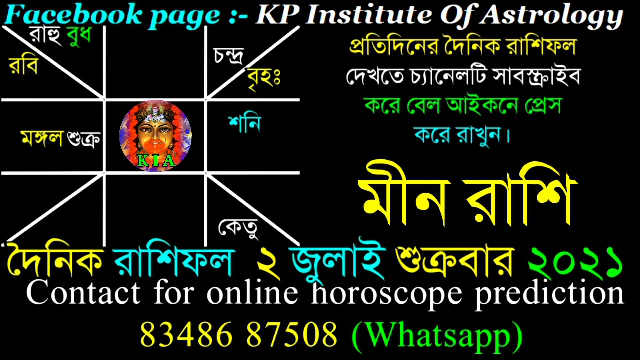 Facebook page :- KP Institute Of Astrology
রাহু বুধ
রবি
চন্দ্র
বৃহঃ
মঙ্গল শুক্র
KIA
শনি
কেতু
প্রতিদিনের দৈনিক রাশিফল
দেখতে চ্যানেলটি সাবস্ক্রাইব
করে বেল আইকনে প্রেস
করে রাখুন।
মীন রাশি
দৈনিক রাশিফল ২ জুলাই শুক্রবার ২০২১
Contact for online horoscope prediction
83486 87508 (Whatsapp)